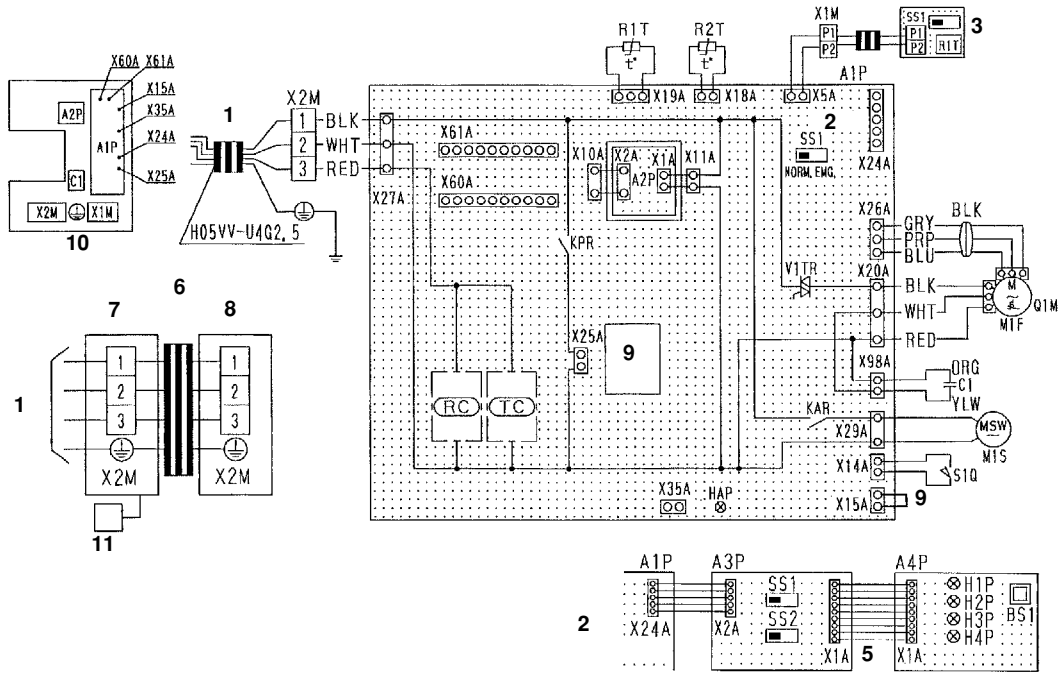 X60A X61A
X15A
X35A
X24A
X25A
A2P
A1P
C1
X2M X1M
10
1
X2M
1 BLK
2 WHT
3 RED
X27A
H05VV-U4G2,5
R1T
t°
X19A
R2T
t°
X18A
X1M
P1
P2
X5A
SS1
P1
P2
R1T
3
A1P
2
SS1
NORM. EMG.
X24A
X61A
X60A
X10A X2A X1A X11A
A2P
KPR
X25A
9
RC TC
V1TR
X26A
GRY
PRP
BLU
BLK
X20A
BLK
WHT
RED
M
~
M1F
Q1M
X98A
ORG
C1
YLW
KAR
X29A
MSW
M1S
X14A
S1Q
X15A
9
X35A HAP
6
7 8
1
1 1
2 2
3 3
X2M X2M
11
A1P A3P A4P
2
X24A
X2A
SS1
SS2
X1A
5
X1A
H1P
H2P
H3P
H4P
BS1